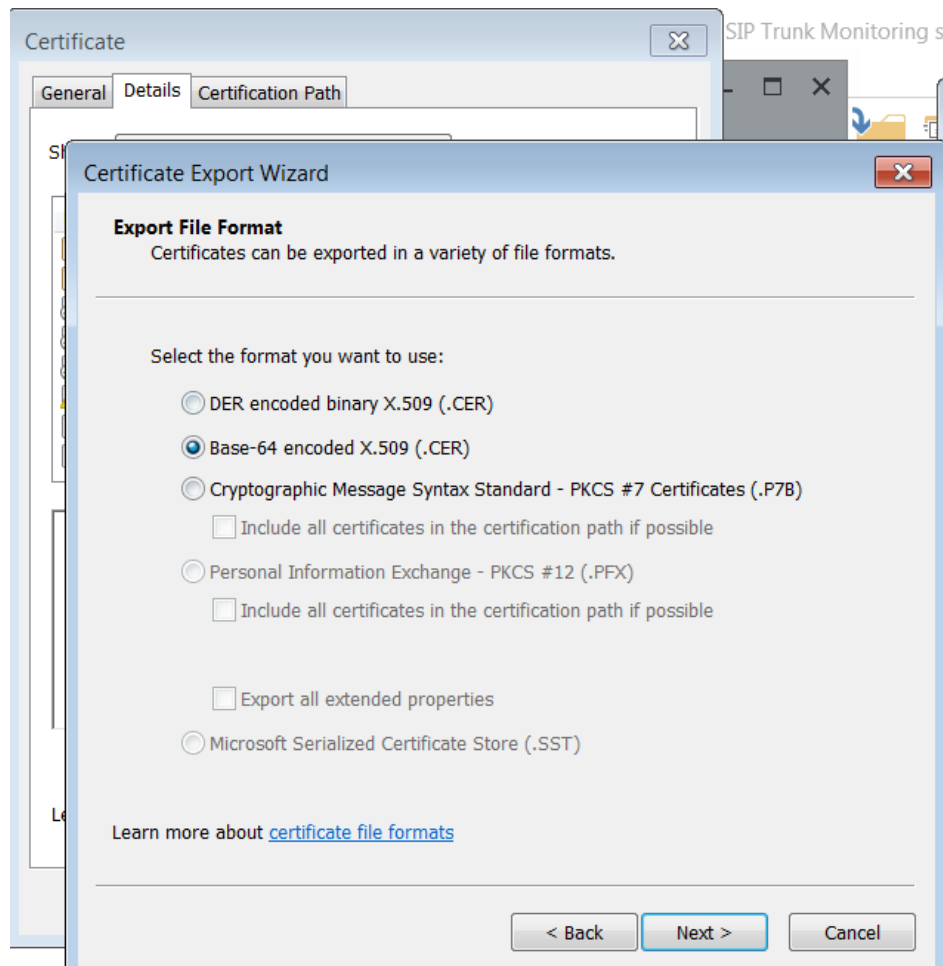 SIP Trunk Monitoring s
Certificate
General Details Certification Path
Certificate Export Wizard
Export File Format
Certificates can be exported in a variety of file formats.
Select the format you want to use:
DER encoded binary X.509 (.CER)
Base-64 encoded X.509 (.CER)
Cryptographic Message Syntax Standard - PKCS #7 Certificates (.P7B)
Include all certificates in the certification path if possible
Personal Information Exchange - PKCS #12 (.PFX)
Include all certificates in the certification path if possible
Export all extended properties
Microsoft Serialized Certificate Store (.SST)
Learn more about certificate file formats
< Back Next > Cancel